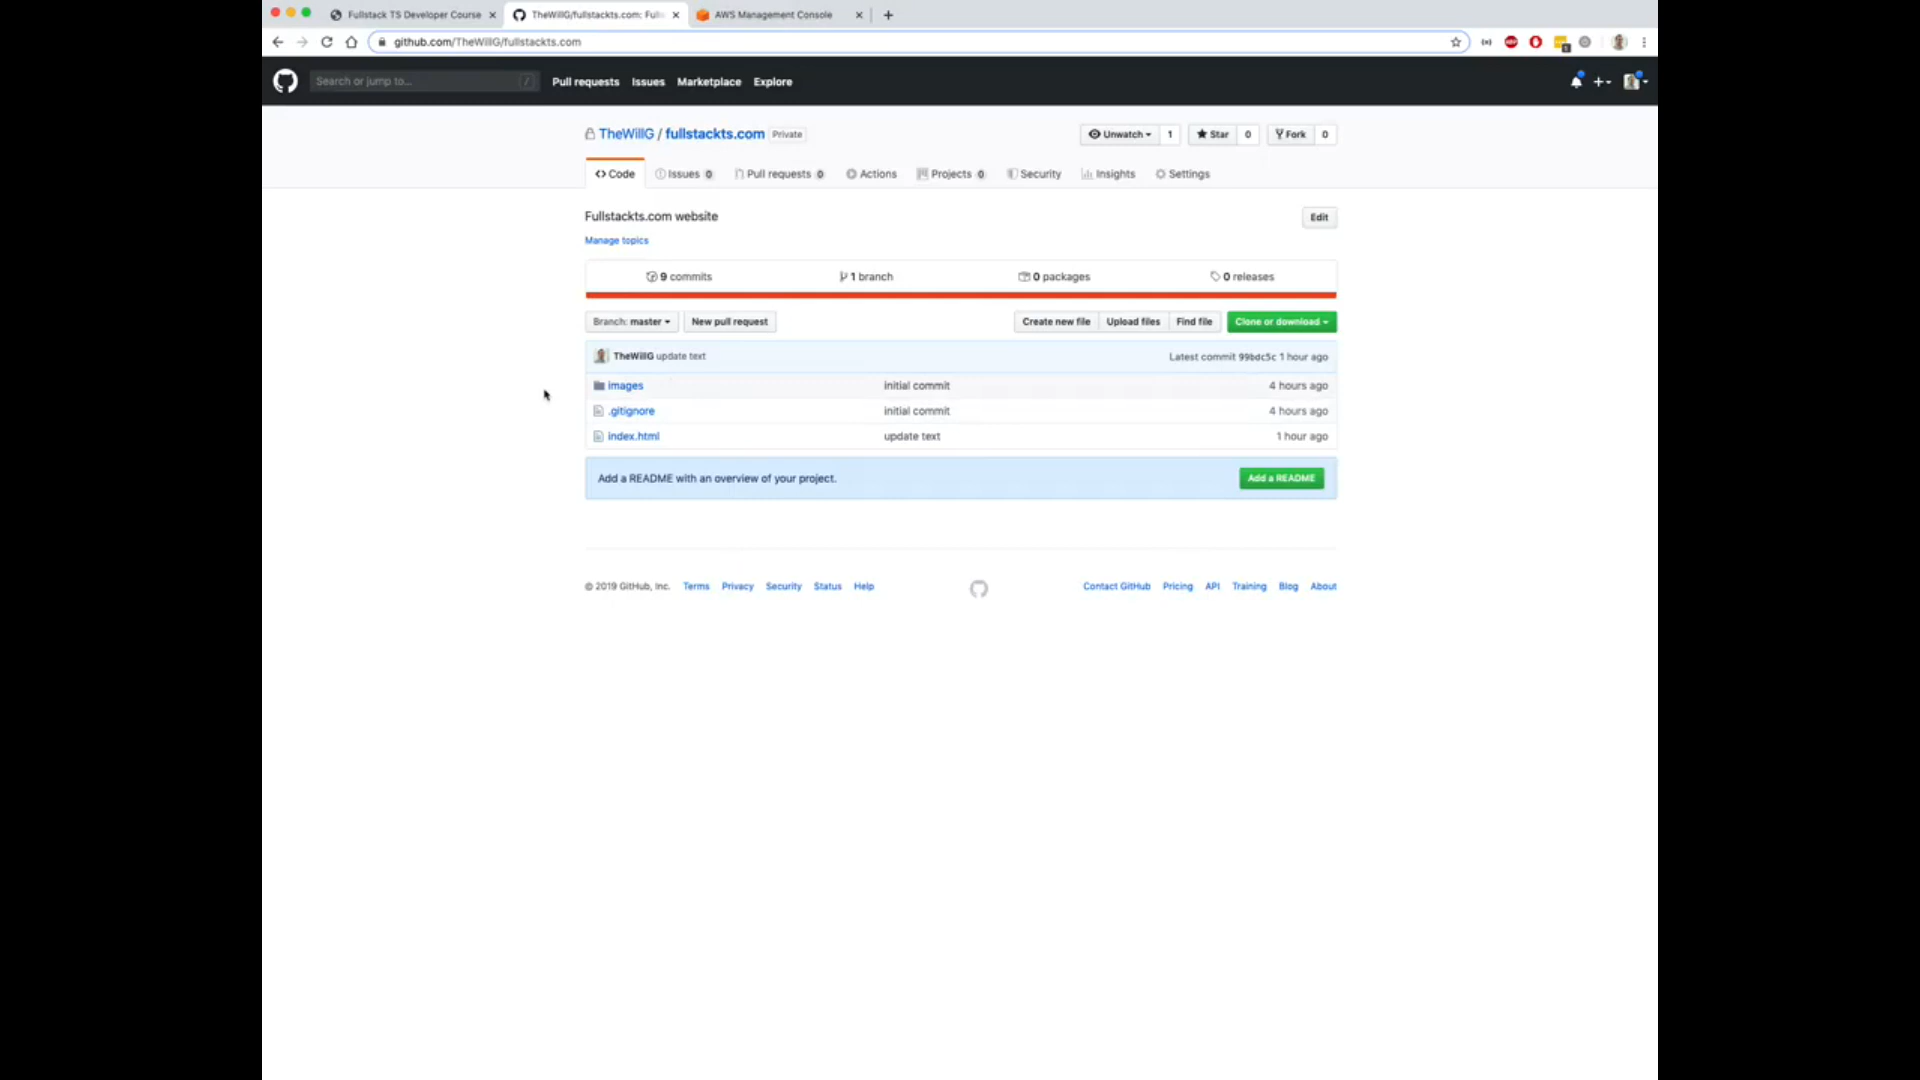 Fullstack TS Developer Course
TheWillG/fullstackts.com: Full
AWS Management Console
github.com/TheWillG/fullstackts.com
Search or jump to... /
Pull requests Issues Marketplace Explore
TheWillG / fullstackts.com Private
Unwatch 1 Star 0 Fork 0
Code Issues 0 Pull requests 0 Actions Projects 0 Security Insights Settings
Fullstackts.com website
Edit
Manage topics
9 commits 1 branch 0 packages 0 releases
Branch: master New pull request Create new file Upload files Find file Clone or download
TheWillG update text Latest commit 99bdc5c 1 hour ago
images initial commit 4 hours ago
.gitignore initial commit 4 hours ago
index.html update text 1 hour ago
Add a README with an overview of your project. Add a README
© 2019 GitHub, Inc. Terms Privacy Security Status Help Contact GitHub Pricing API Training Blog About